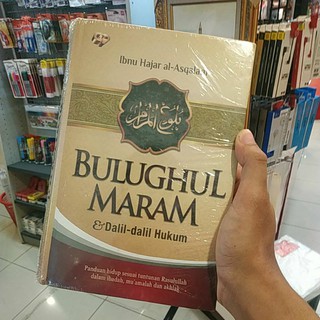 Ibnu Hajar al-Asqalani
بلوغ المرام
BULUGHUL
MARAM
& Dalil-dalil Hukum
Panduan hidup sesuai tuntunan Rasulullah
dalam ibadah, mu'amalah dan akhlak